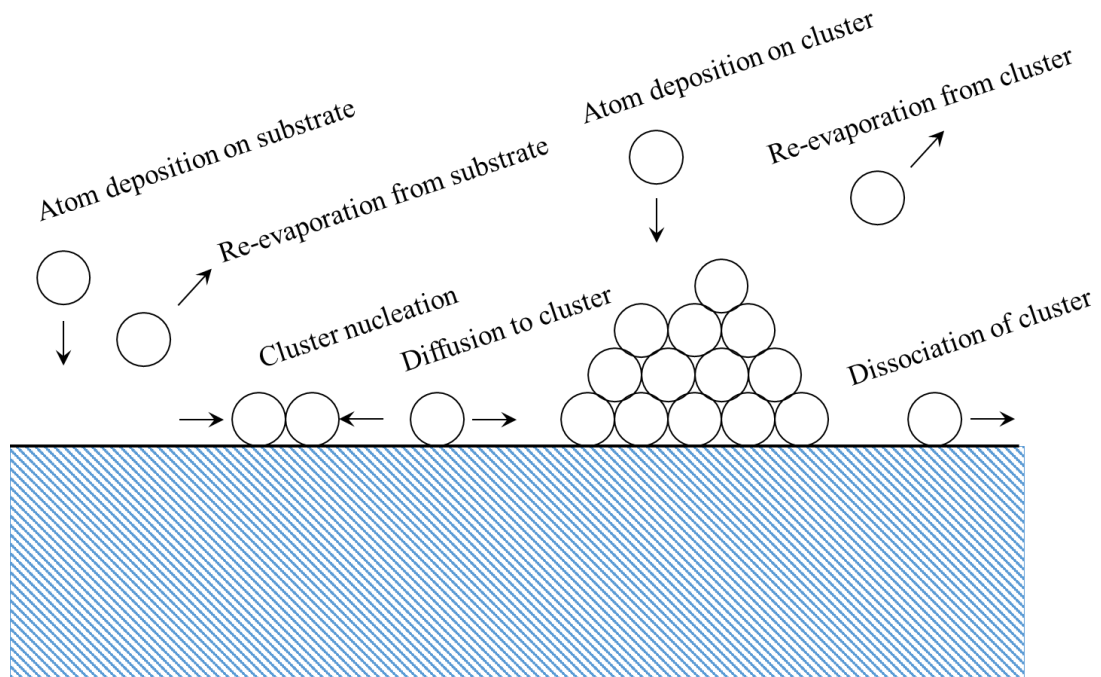 Atom deposition on substrate
Re-evaporation from substrate
Cluster nucleation
Diffusion to cluster
Atom deposition on cluster
Re-evaporation from cluster
Dissociation of cluster